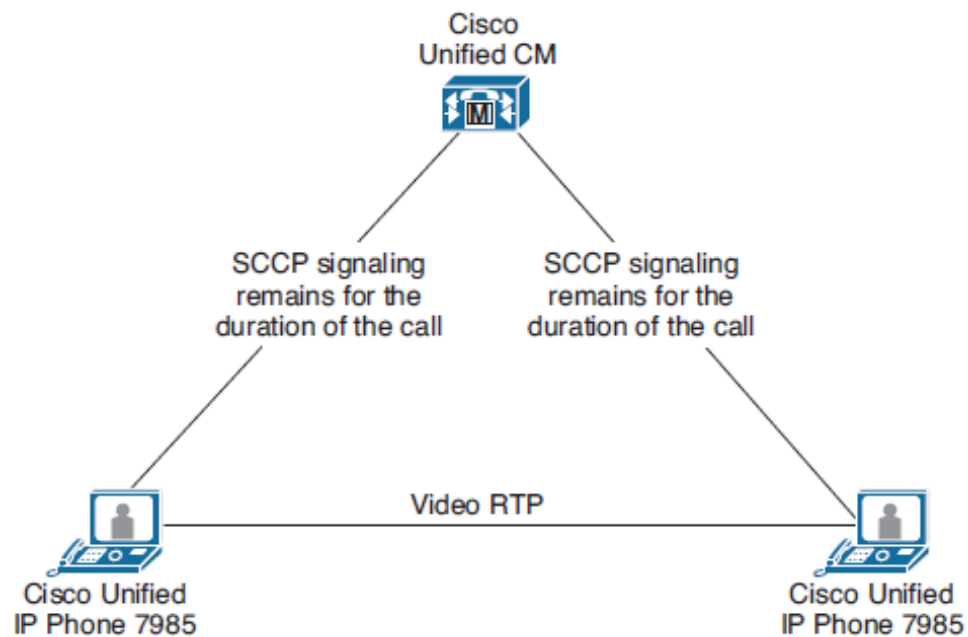 Cisco
Unified CM
M
SCCP signaling
remains for the
duration of the call
SCCP signaling
remains for the
duration of the call
Video RTP
Cisco Unified
IP Phone 7985
Cisco Unified
IP Phone 7985